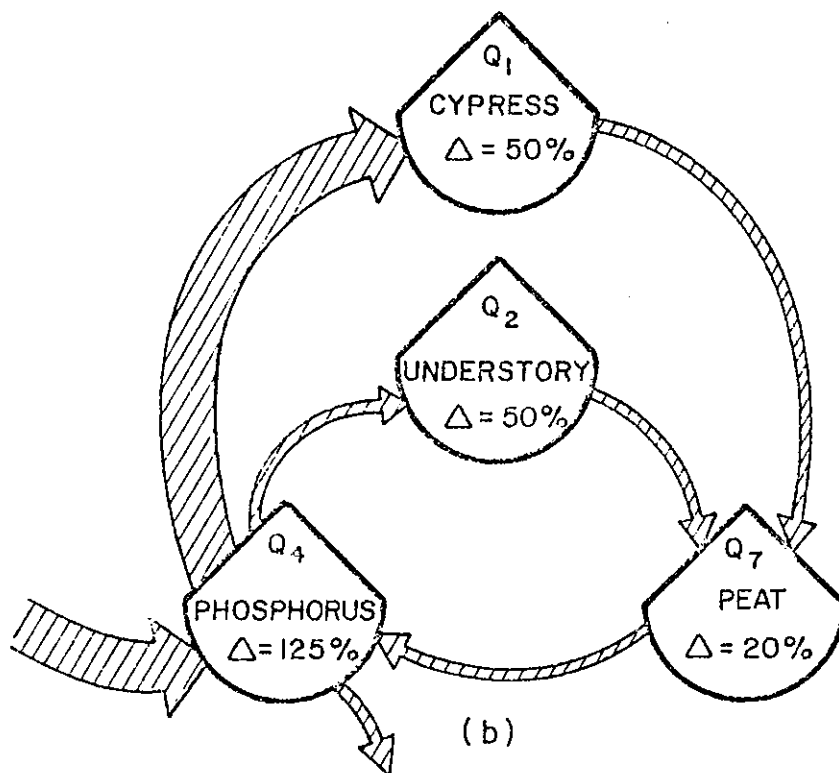 Q1
CYPRESS
Δ = 50%
Q2
UNDERSTORY
Δ = 50%
Q4
PHOSPHORUS
Δ = 125%
Q7
PEAT
Δ = 20%
(b)